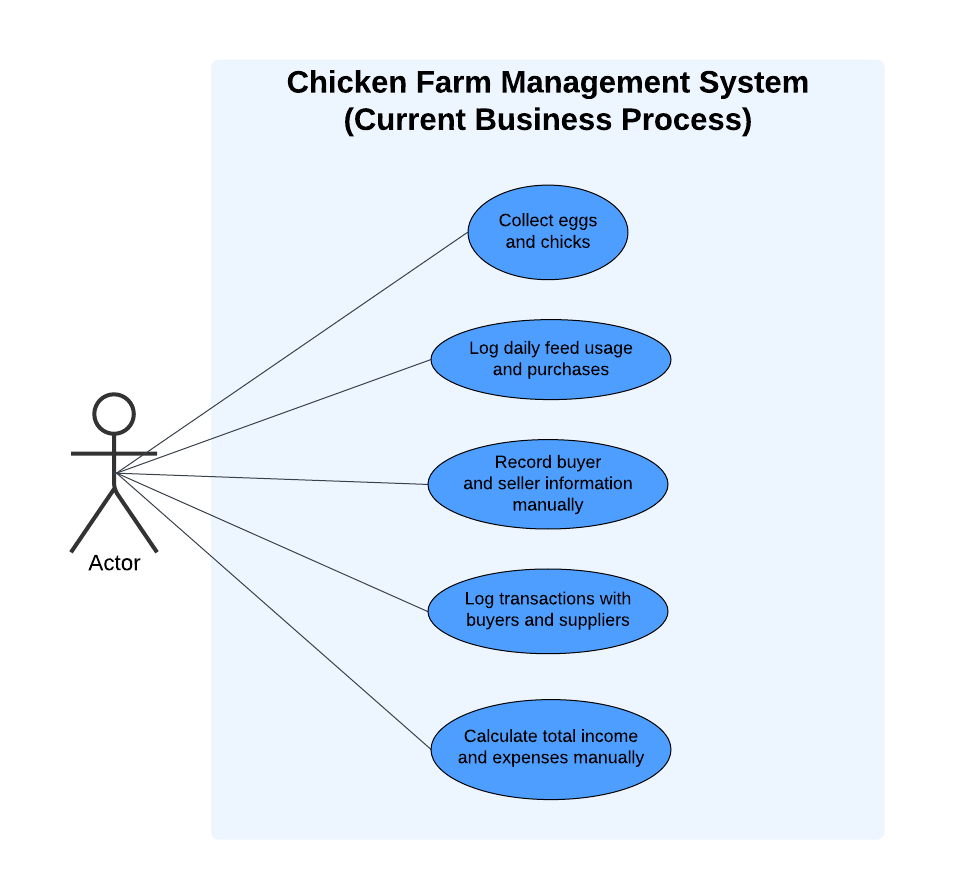 Chicken Farm Management System
(Current Business Process)
Collect eggs
and chicks
Log daily feed usage
and purchases
Record buyer
and seller information
manually
Log transactions with
buyers and suppliers
Calculate total income
and expenses manually
Actor